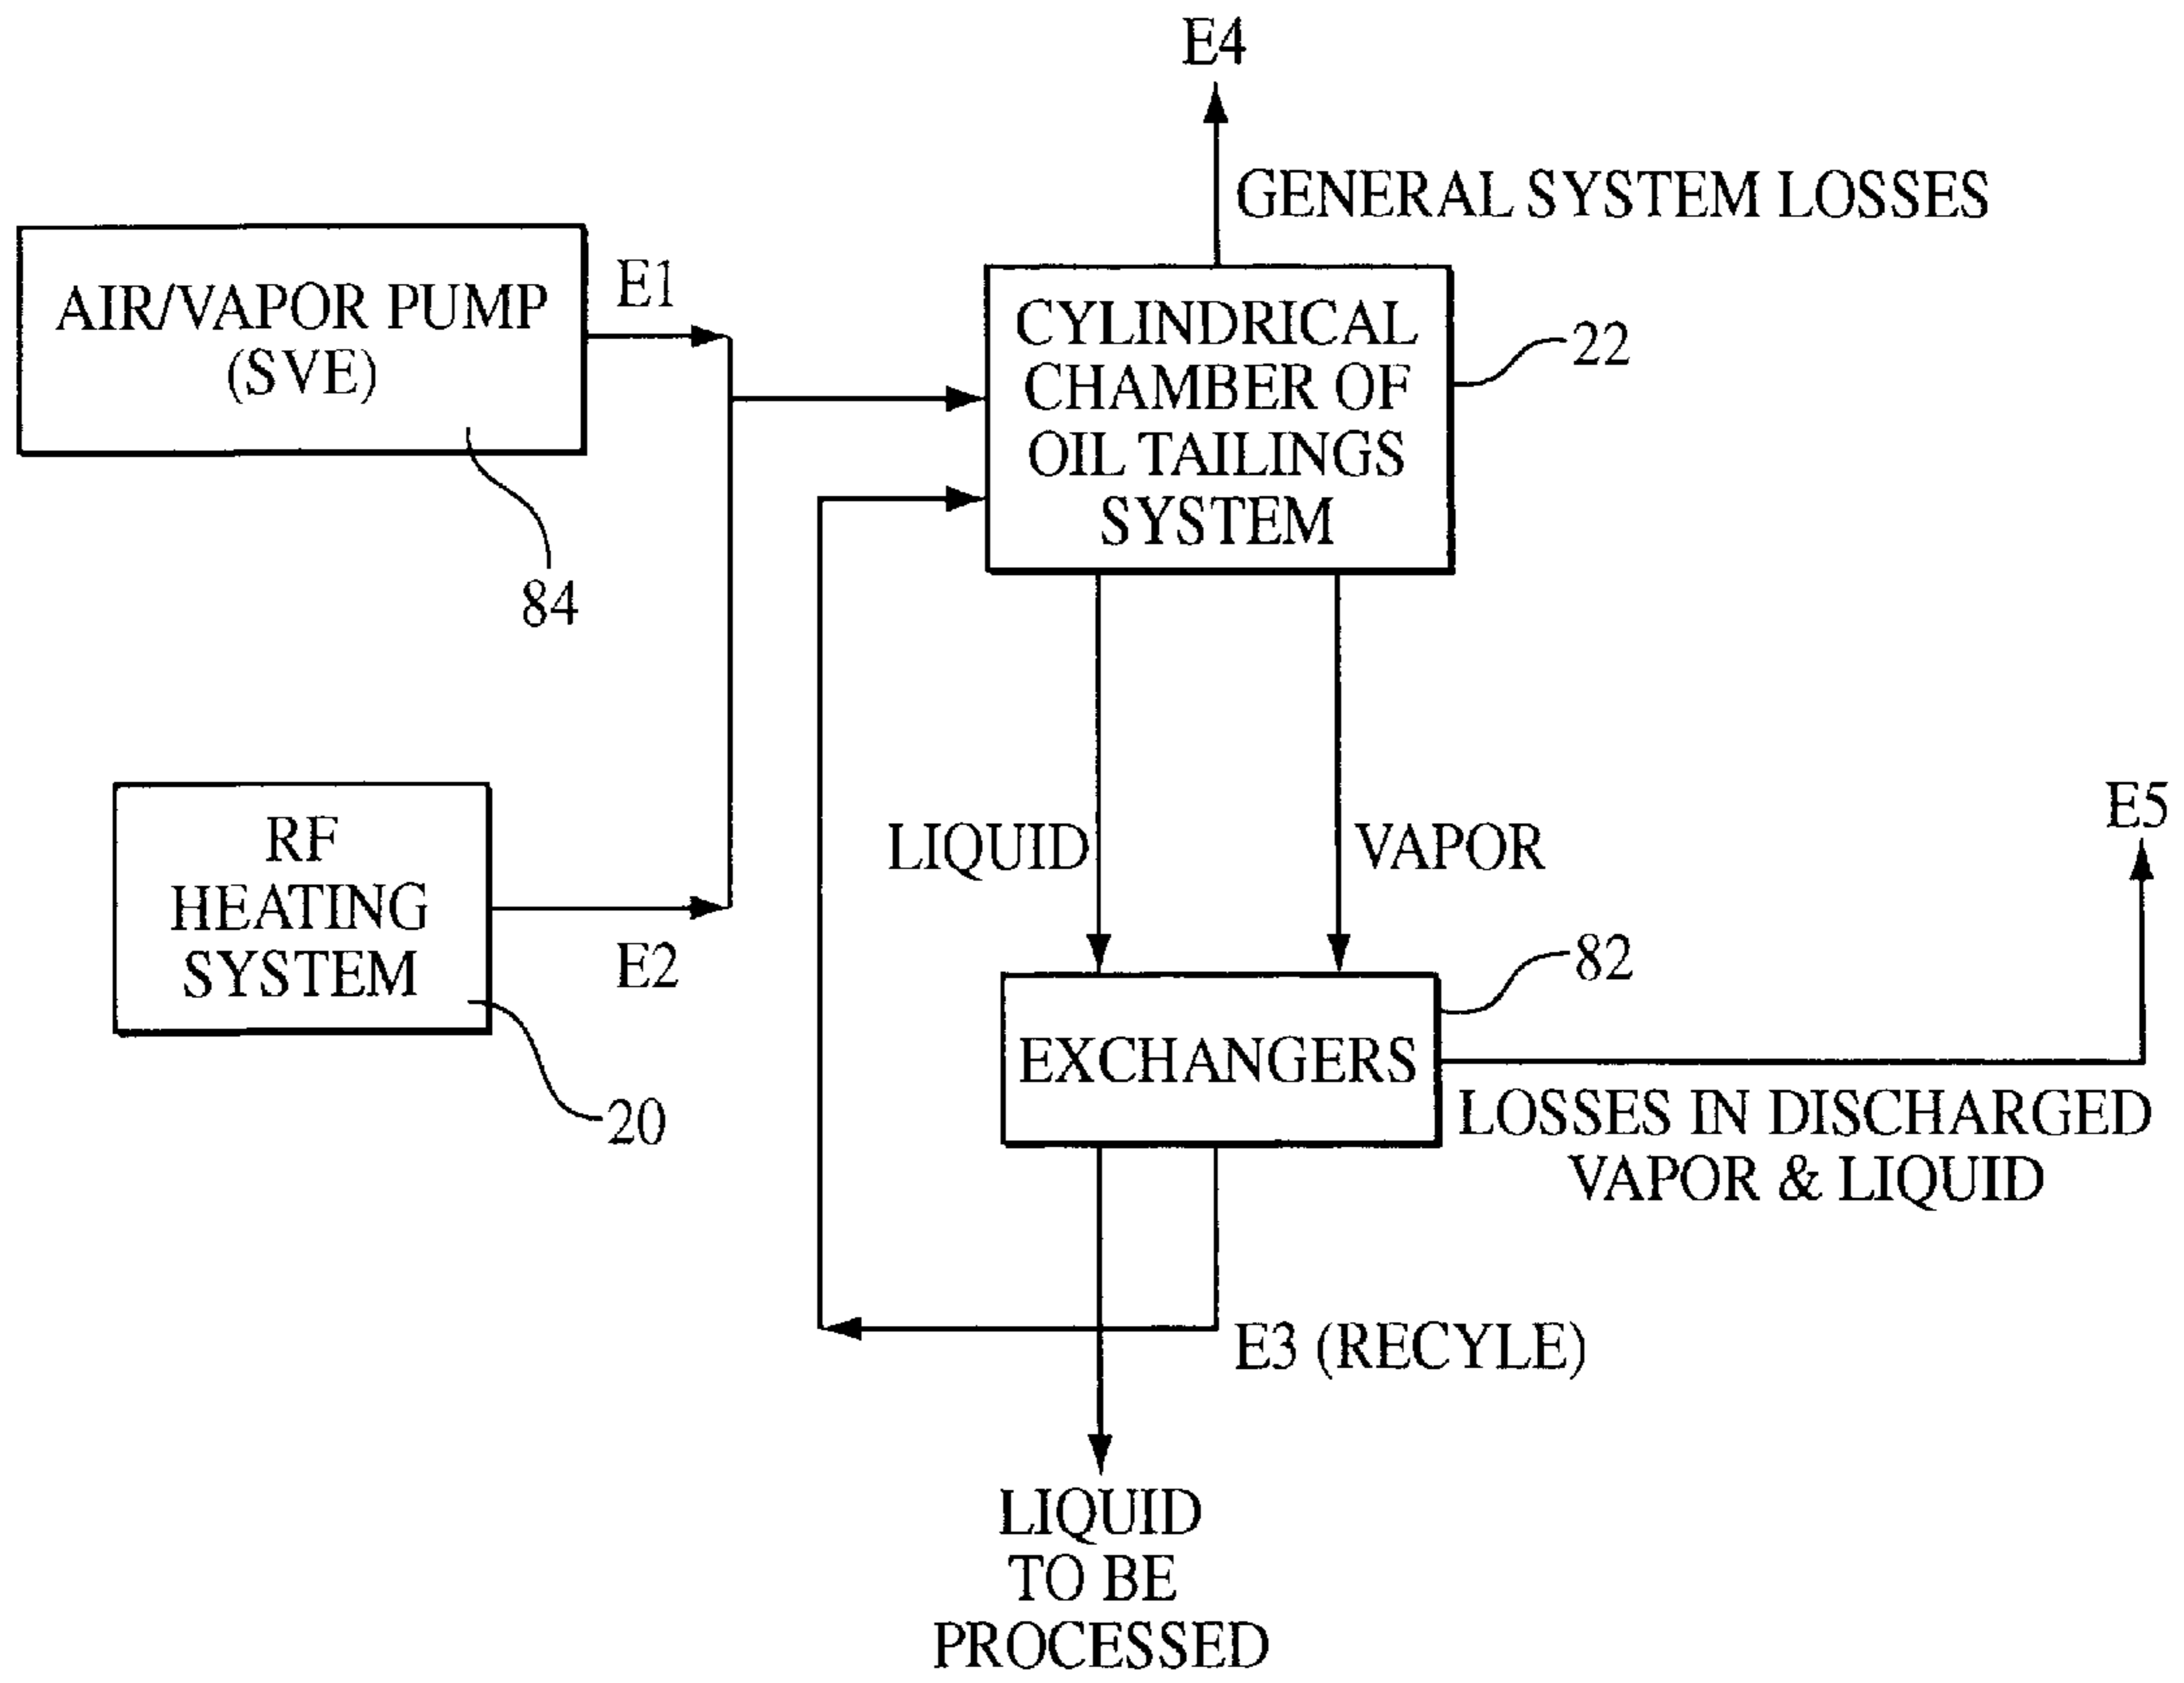 E4
GENERAL SYSTEM LOSSES
AIR/VAPOR PUMP
(SVE)
E1
84
CYLINDRICAL
CHAMBER OF
OIL TAILINGS
SYSTEM
22
RF
HEATING
SYSTEM
E2
20
LIQUID
VAPOR
E5
82
EXCHANGERS
LOSSES IN DISCHARGED
VAPOR & LIQUID
E3 (RECYLE)
LIQUID
TO BE
PROCESSED